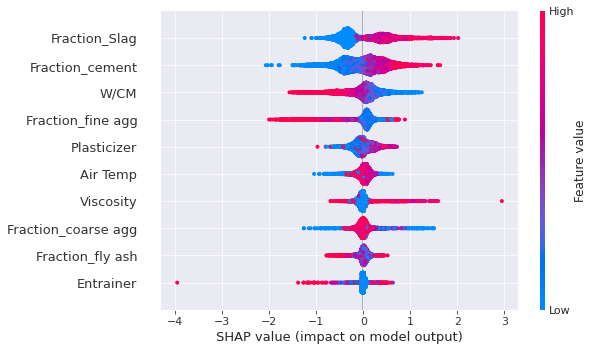 High
Fraction_Slag
Fraction_cement
W/CM
Fraction_fine agg
Plasticizer
Air Temp
Viscosity
Fraction_coarse agg
Fraction_fly ash
Entrainer
Feature value
Low
−4 −3 −2 −1 0 1 2 3
SHAP value (impact on model output)